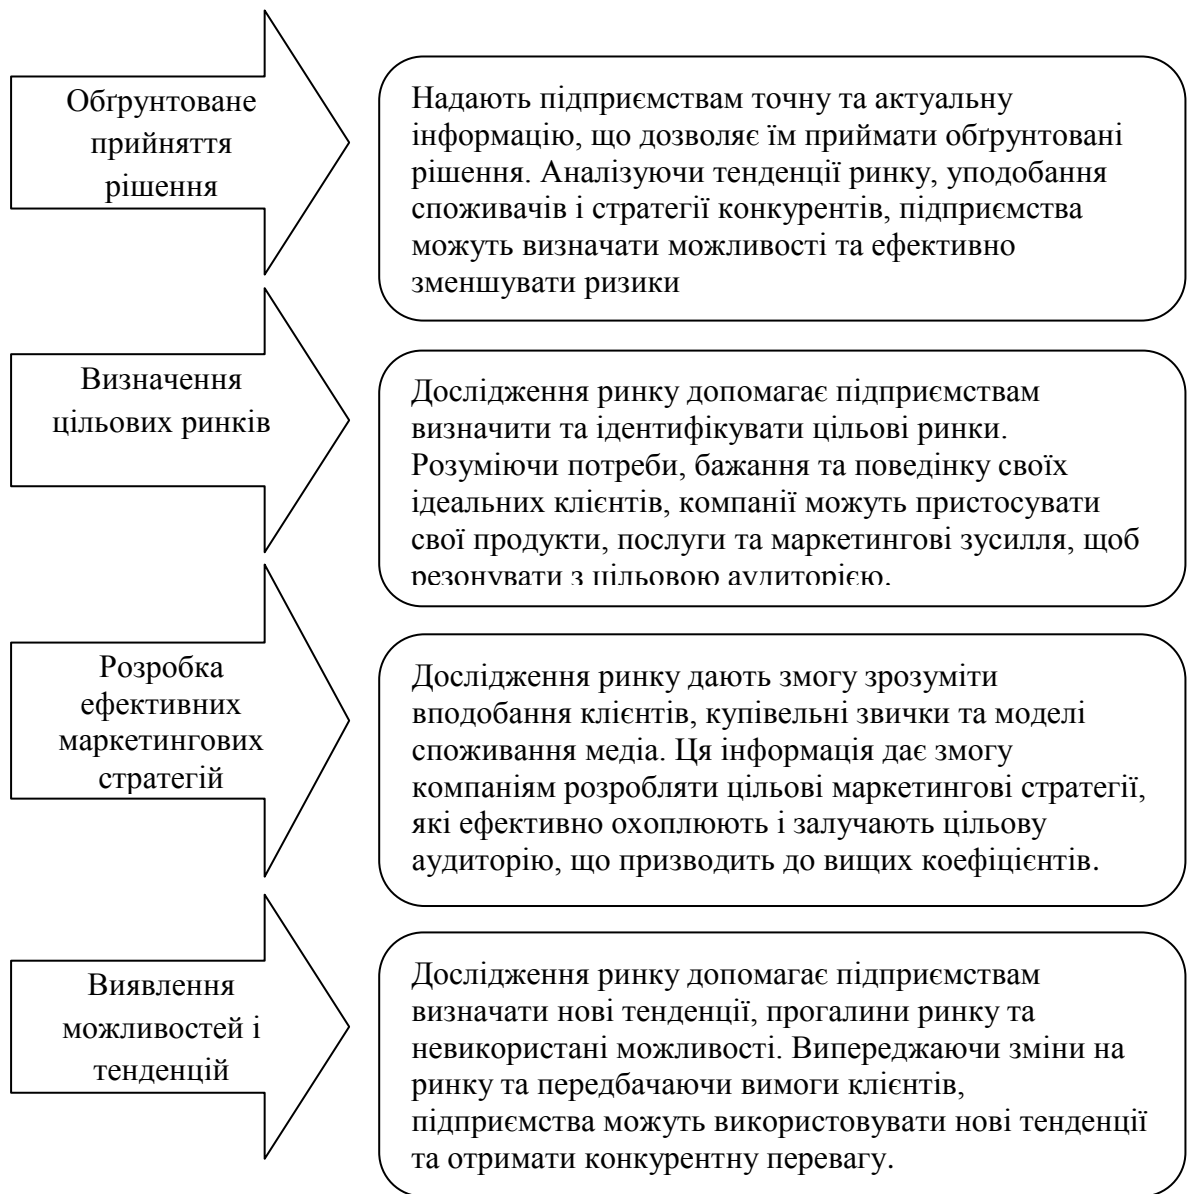 Обґрунтоване
прийняття
рішення
Надають підприємствам точну та актуальну
інформацію, що дозволяє їм приймати обґрунтовані
рішення. Аналізуючи тенденції ринку, уподобання
споживачів і стратегії конкурентів, підприємства
можуть визначати можливості та ефективно
зменшувати ризики
Визначення
цільових ринків
Дослідження ринку допомагає підприємствам
визначити та ідентифікувати цільові ринки.
Розуміючи потреби, бажання та поведінку своїх
ідеальних клієнтів, компанії можуть пристосувати
свої продукти, послуги та маркетингові зусилля, щоб
резонувати з цільовою аудиторією.
Розробка
ефективних
маркетингових
стратегій
Дослідження ринку дають змогу зрозуміти
вподобання клієнтів, купівельні звички та моделі
споживання медіа. Ця інформація дає змогу
компаніям розробляти цільові маркетингові стратегії,
які ефективно охоплюють і залучають цільову
аудиторію, що призводить до вищих коефіцієнтів.
Виявлення
можливостей і
тенденцій
Дослідження ринку допомагає підприємствам
визначати нові тенденції, прогалини ринку та
невикористані можливості. Випереджаючи зміни на
ринку та передбачаючи вимоги клієнтів,
підприємства можуть використовувати нові тенденції
та отримати конкурентну перевагу.